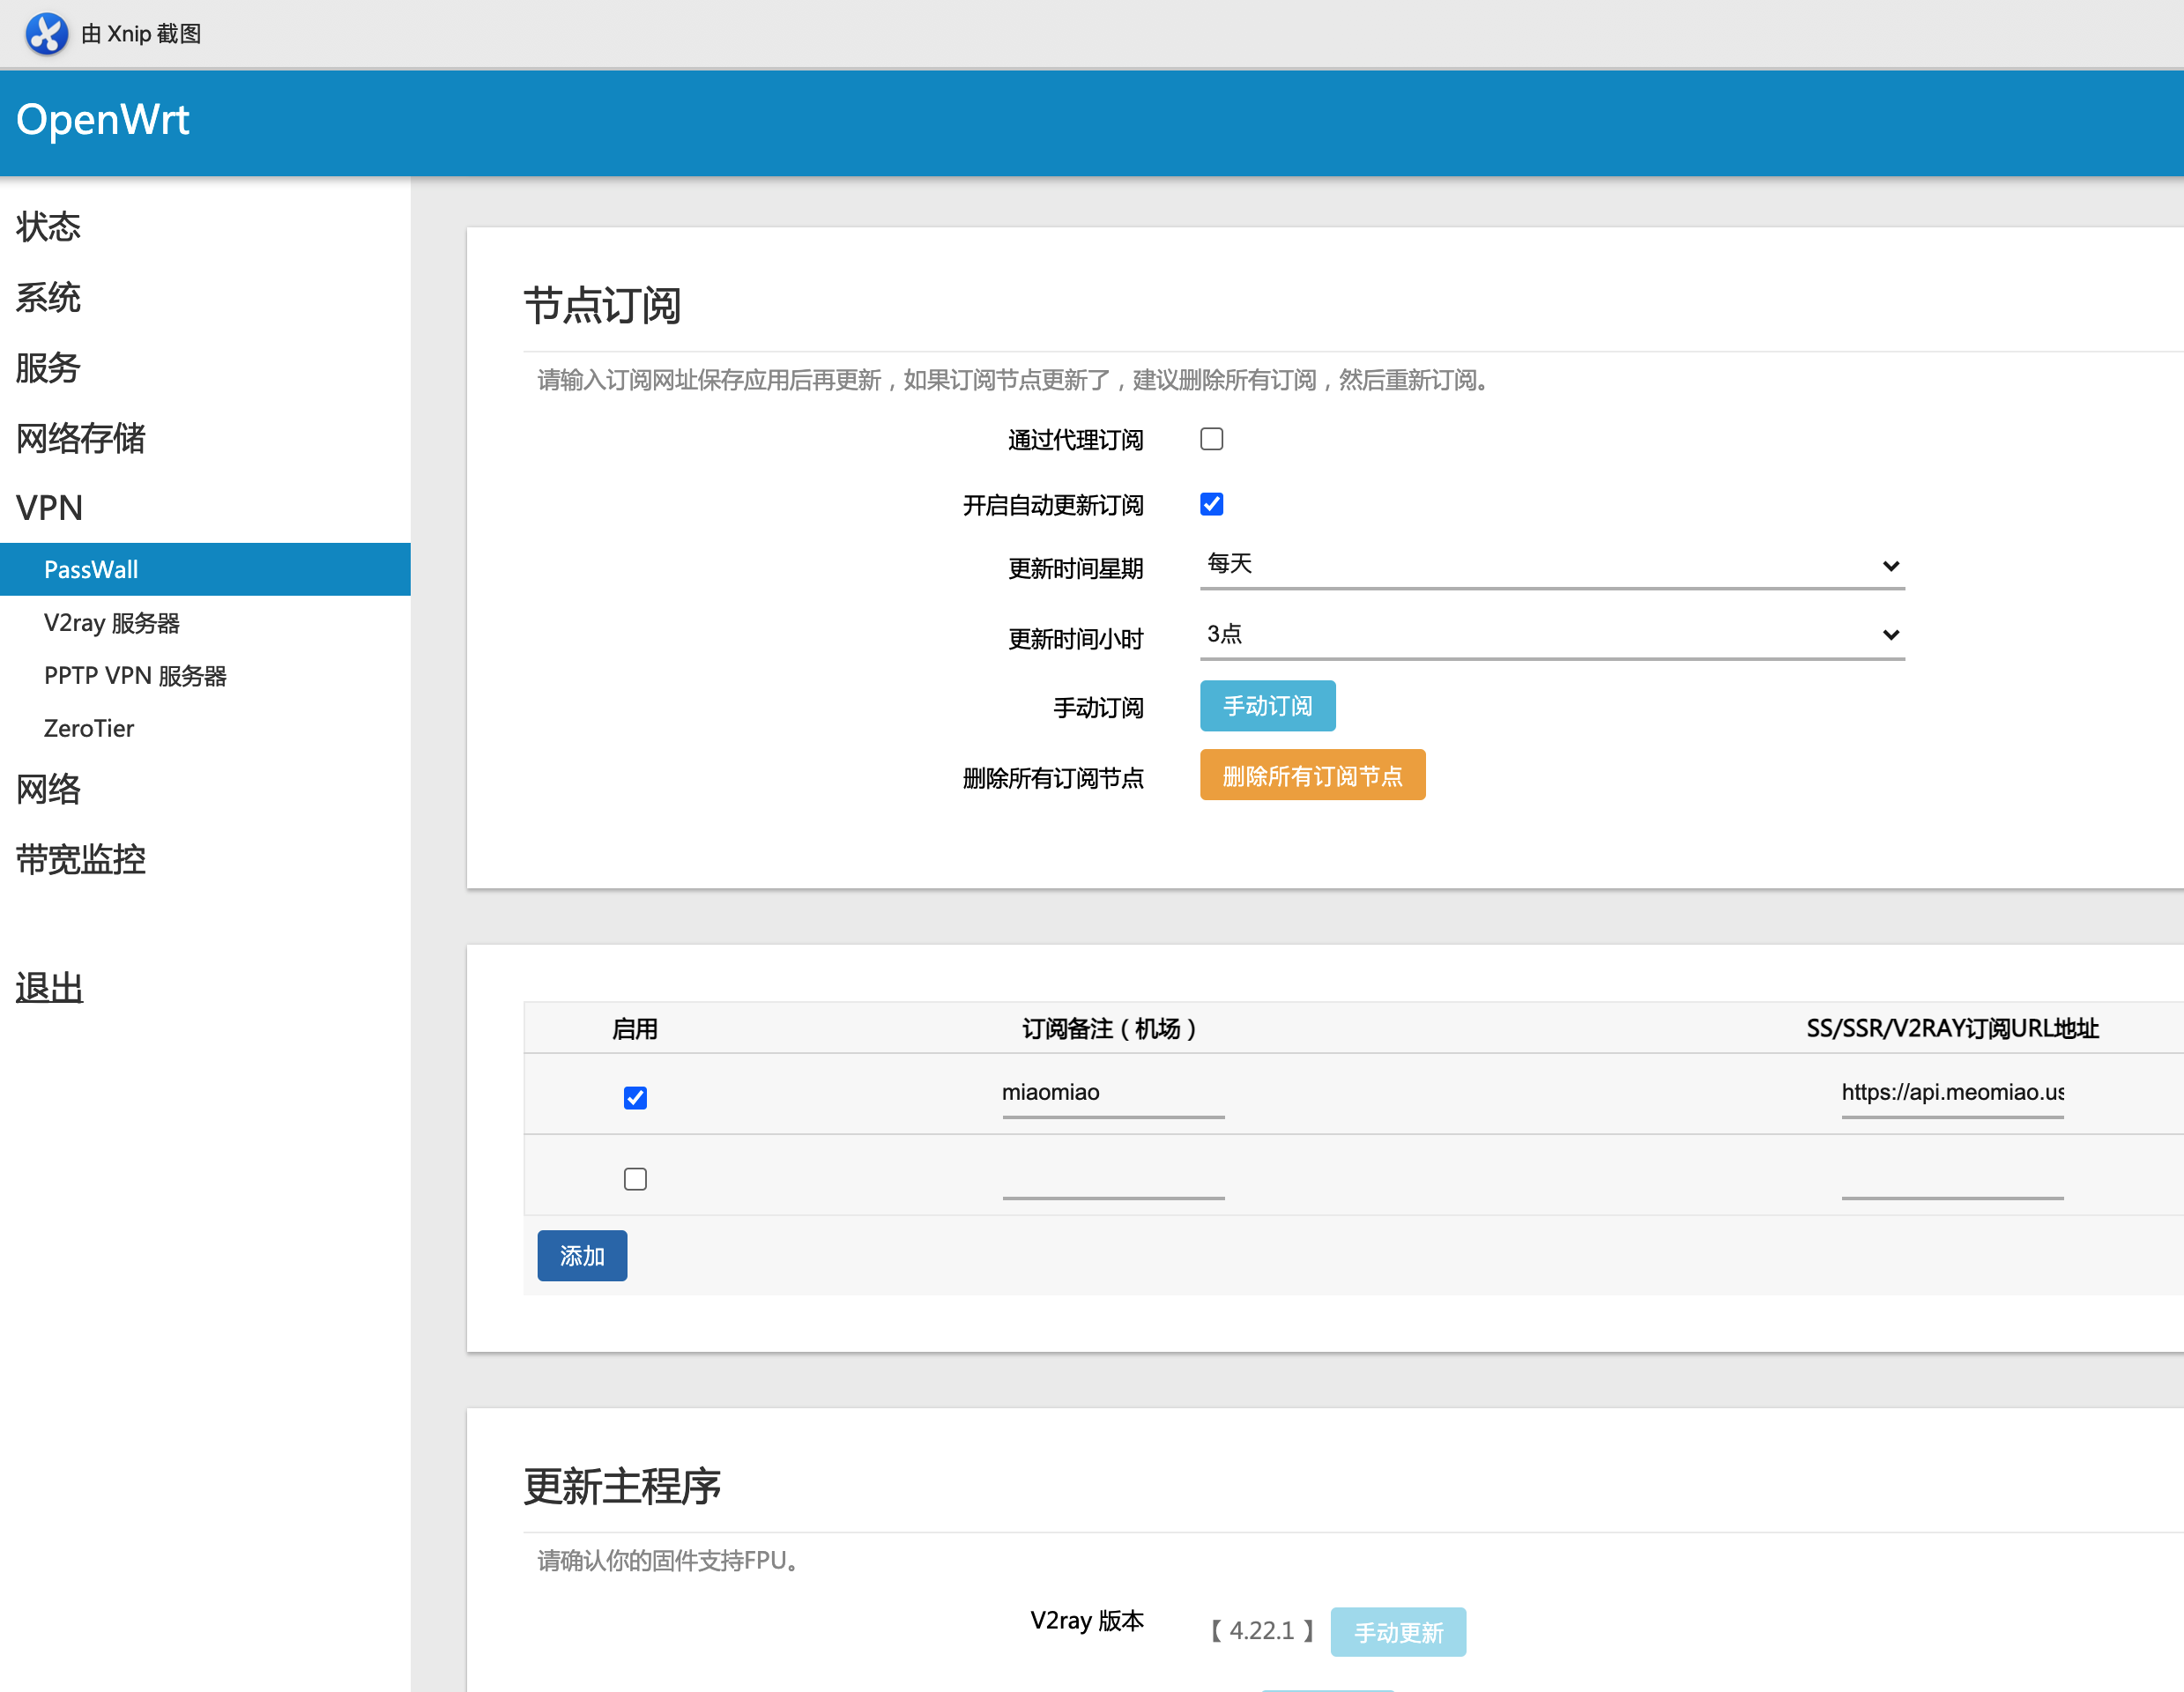 由 Xnip 截图
OpenWrt
状态
系统
服务
网络存储
VPN
PassWall
V2ray 服务器
PPTP VPN 服务器
ZeroTier
网络
带宽监控
退出
节点订阅
请输入订阅网址保存应用后再更新，如果订阅节点更新了，建议删除所有订阅，然后重新订阅。
通过代理订阅
开启自动更新订阅
更新时间星期 每天
更新时间小时 3点
手动订阅 手动订阅
删除所有订阅节点 删除所有订阅节点
启用 订阅备注（机场） SS/SSR/V2RAY订阅URL地址
miaomiao https://api.meomiao.us
添加
更新主程序
请确认你的固件支持FPU。
V2ray 版本 【 4.22.1 】 手动更新